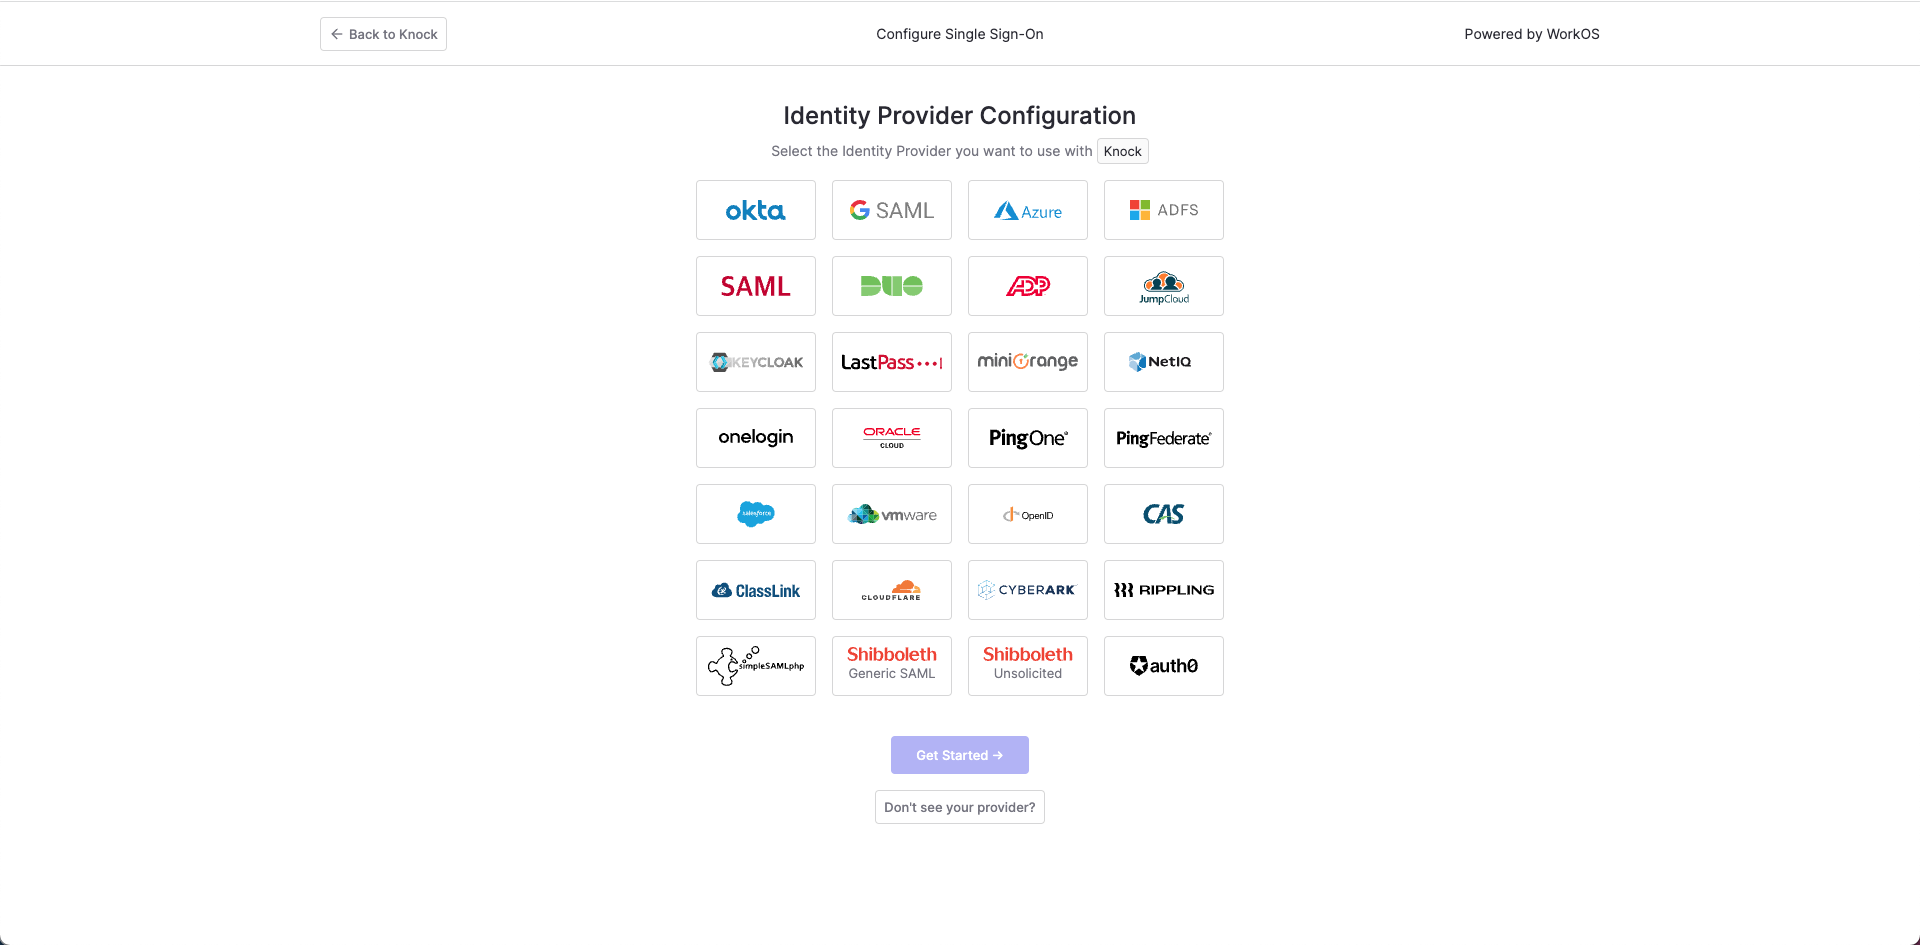 Back to Knock
Configure Single Sign-On
Powered by WorkOS
Identity Provider Configuration
Select the Identity Provider you want to use with Knock
okta
G SAML
Azure
ADFS
SAML
DUO
ADP
JumpCloud
KEYCLOAK
LastPass
miniOrange
NetIQ
onelogin
ORACLE
CLOUD
PingOne®
PingFederate®
salesforce
vmware
OpenID
CAS
ClassLink
CLOUDFLARE
CYBERARK
RIPPLING
simpleSAMLphp
Shibboleth
Generic SAML
Shibboleth
Unsolicited
auth0
Get Started →
Don't see your provider?